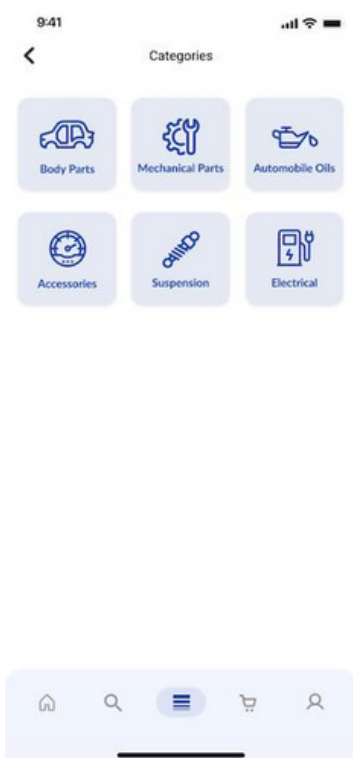 9:41
Categories
Body Parts
Mechanical Parts
Automobile Oils
Accessories
Suspension
Electrical